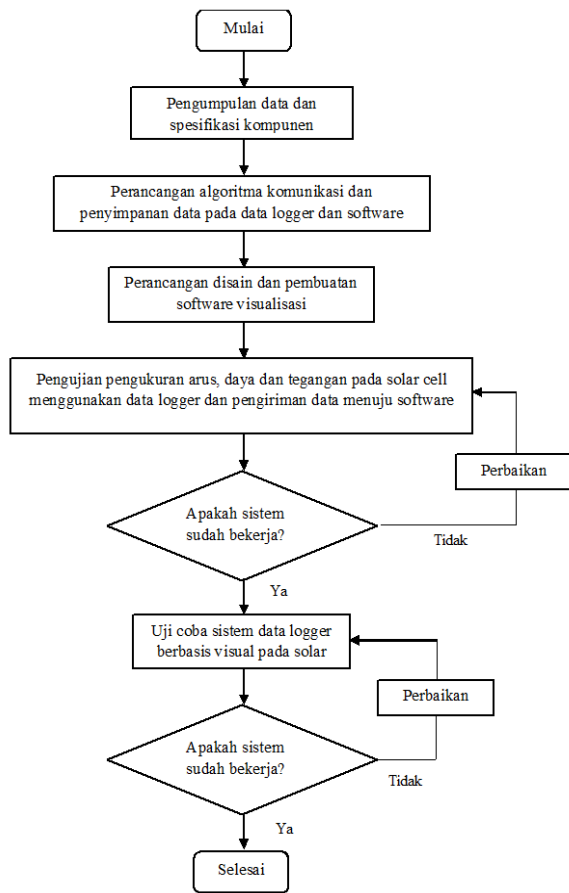 Mulai
Pengumpulan data dan
spesifikasi kompunen
Perancangan algoritma komunikasi dan
penyimpanan data pada data logger dan software
Perancangan disain dan pembuatan
software visualisasi
Pengujian pengukuran arus, daya dan tegangan pada solar cell
menggunakan data logger dan pengiriman data menuju software
Perbaikan
Apakah sistem
sudah bekerja?
Tidak
Ya
Uji coba sistem data logger
berbasis visual pada solar
Perbaikan
Apakah sistem
sudah bekerja?
Tidak
Ya
Selesai